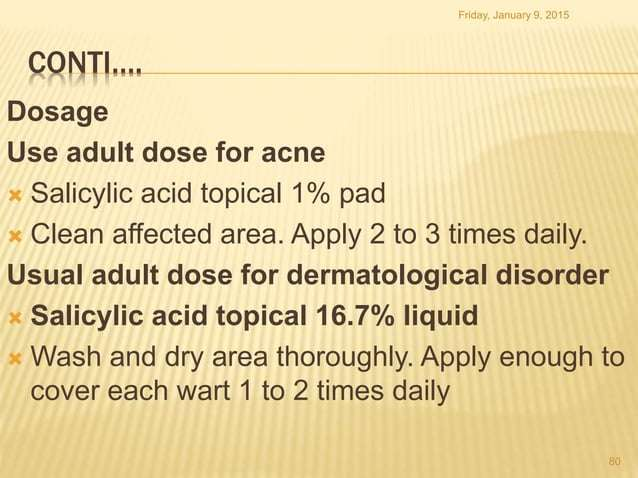 Friday, January 9, 2015
CONTI....
Dosage
Use adult dose for acne
Salicylic acid topical 1% pad
Clean affected area. Apply 2 to 3 times daily.
Usual adult dose for dermatological disorder
Salicylic acid topical 16.7% liquid
Wash and dry area thoroughly. Apply enough to
cover each wart 1 to 2 times daily
80